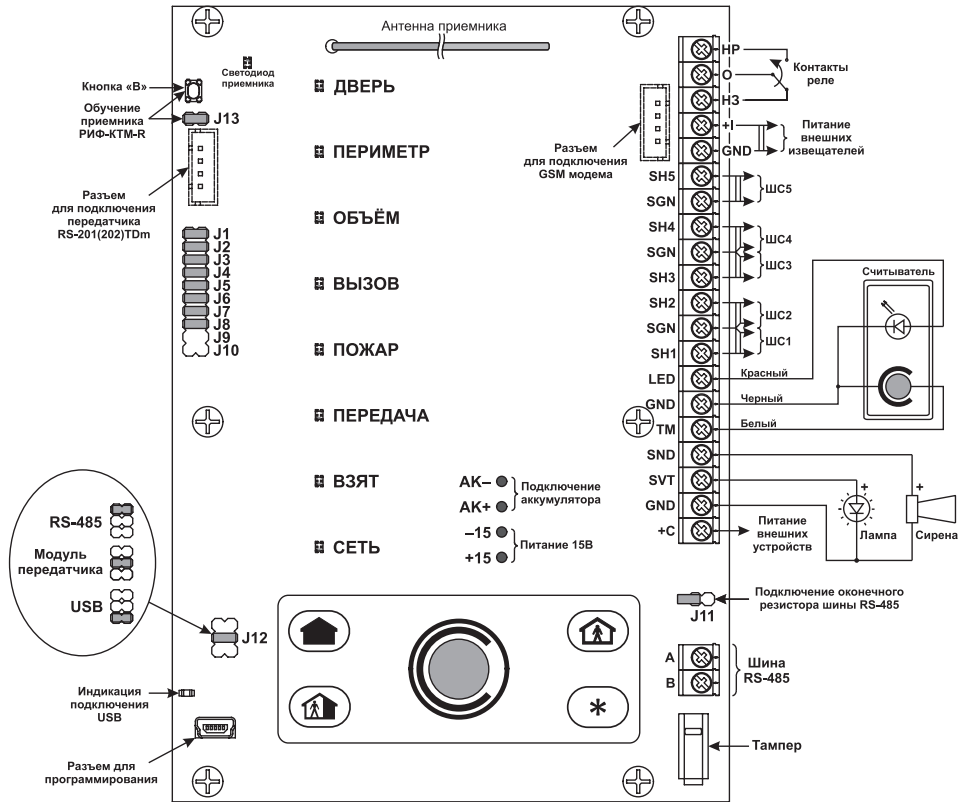 Антенна приемника
Светодиод
приемника
Кнопка «В»
Обучение
приемника
РИФ-КТМ-R
J13
Разъем
для подключения
передатчика
RS-201(202)TDm
J1
J2
J3
J4
J5
J6
J7
J8
J9
J10
ДВЕРЬ
ПЕРИМЕТР
ОБЪЁМ
ВЫЗОВ
ПОЖАР
ПЕРЕДАЧА
ВЗЯТ
СЕТЬ
Разъем
для подключения
GSM модема
АК–
АК+
Подключение
аккумулятора
–15
+15
Питание 15В
НР
О
НЗ
+I
GND
SH5
SGN
SH4
SGN
SH3
SH2
SGN
SH1
LED
GND
TM
SND
SVT
GND
+C
Контакты
реле
Питание
внешних
извещателей
ШС5
ШС4
ШС3
ШС2
ШС1
Считыватель
Красный
Черный
Белый
+
+
Лампа
Сирена
Питание
внешних
устройств
RS-485
Модуль
передатчика
USB
J12
Индикация
подключения
USB
Разъем для
программирования
*
J11
Подключение оконечного
резистора шины RS-485
A
B
Шина
RS-485
Тампер